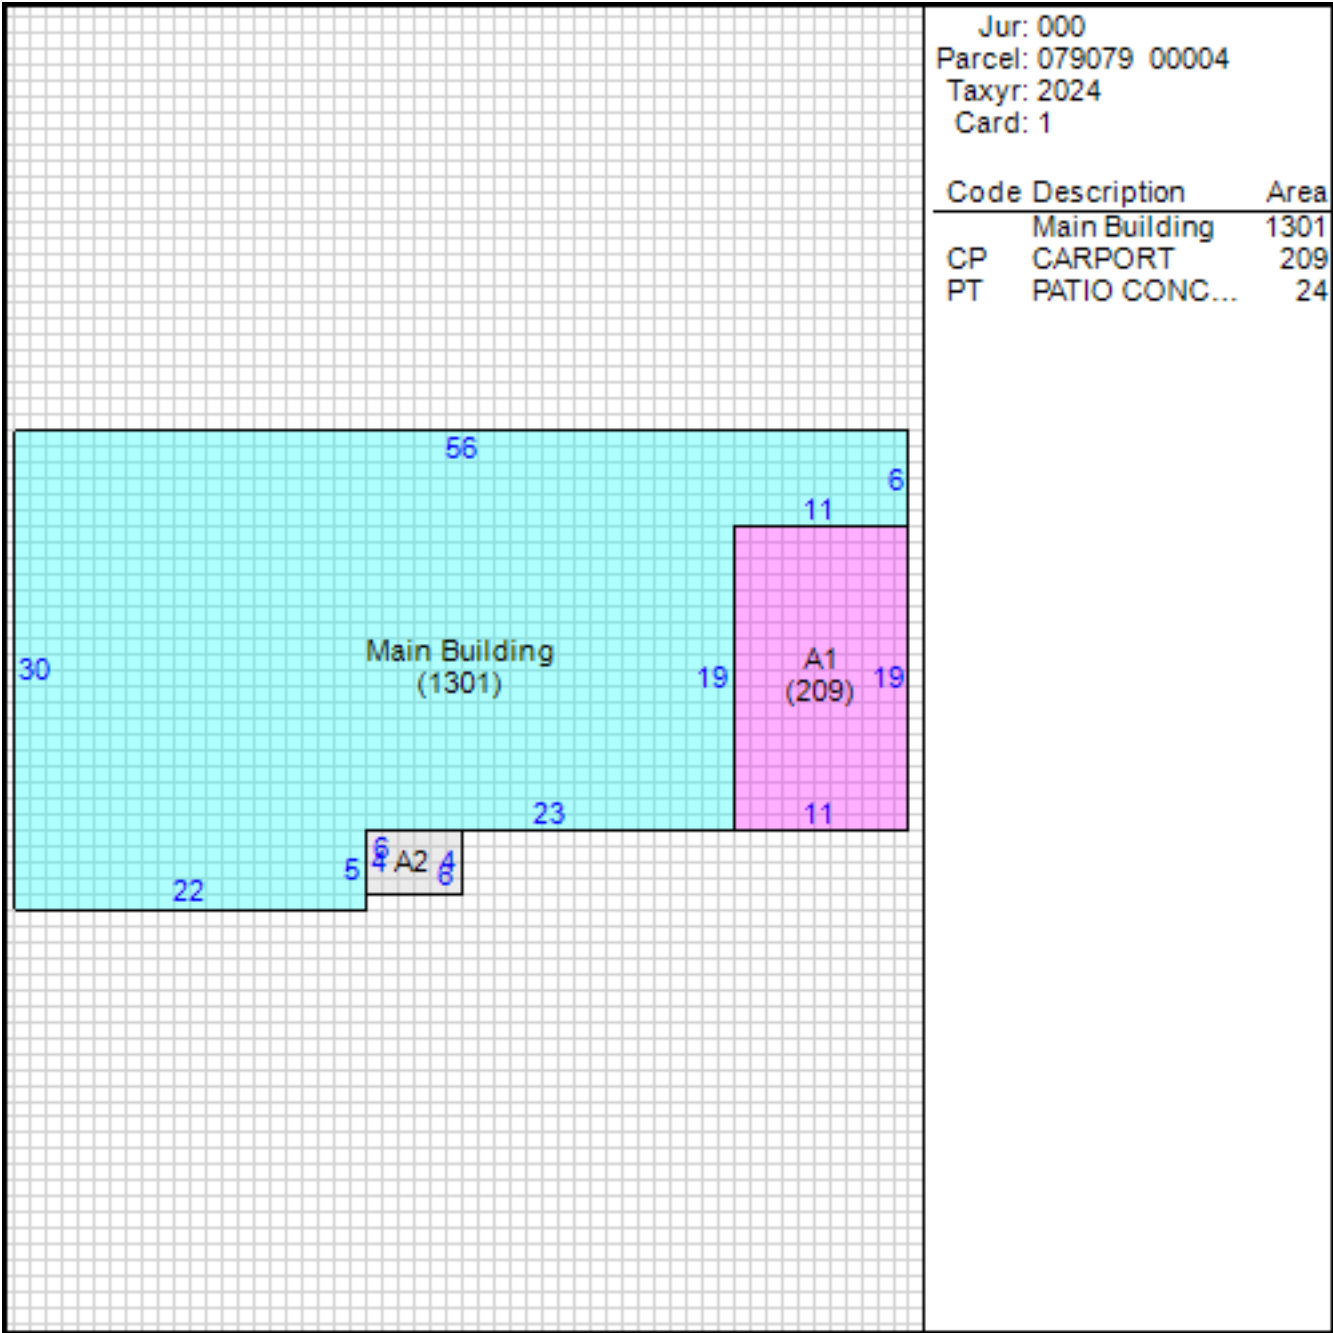 Jur: 000
Parcel: 079079 00004
Taxyr: 2024
Card: 1
Code Description Area
Main Building 1301
CP CARPORT 209
PT PATIO CONC... 24
56
6
11
30
Main Building
(1301)
19
A1
(209)
19
23
11
6
4
A2
4
6
5
22